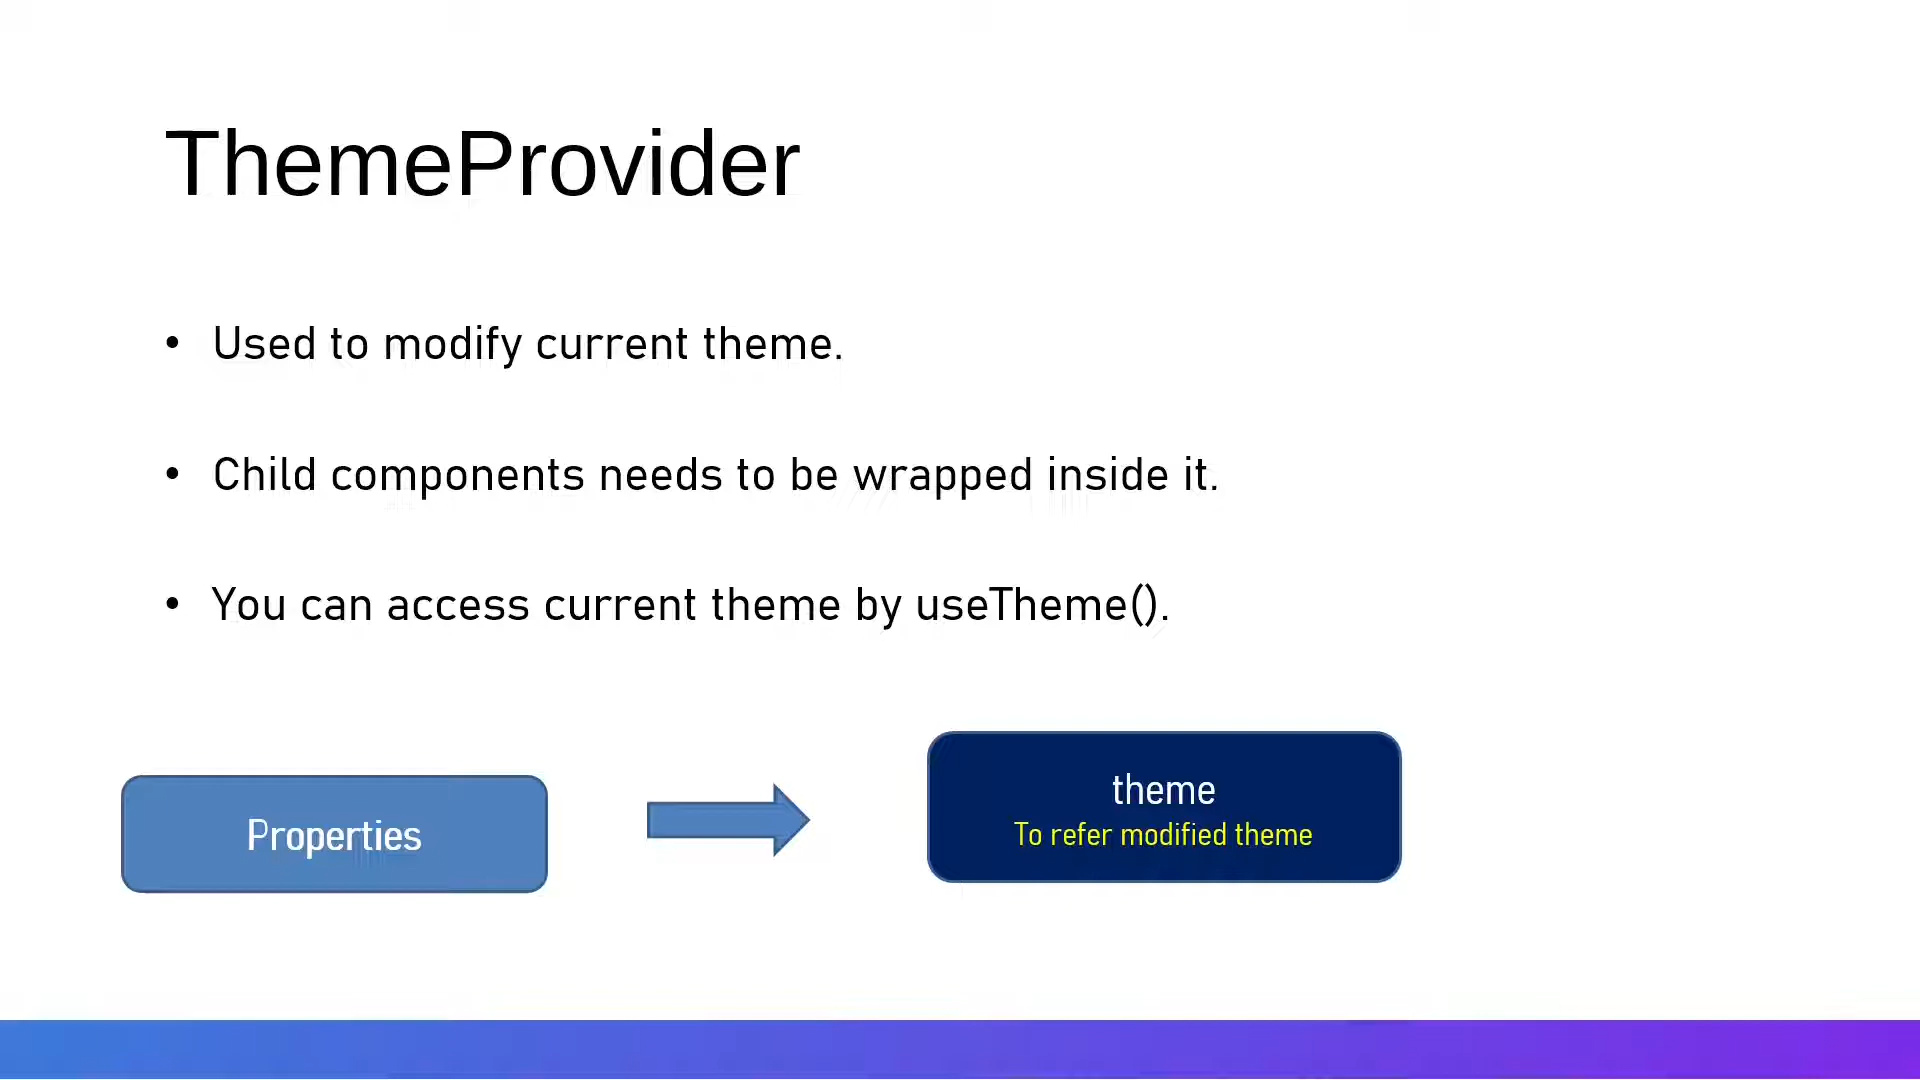 ThemeProvider
• Used to modify current theme.
• Child components needs to be wrapped inside it.
• You can access current theme by useTheme().
Properties
theme
To refer modified theme